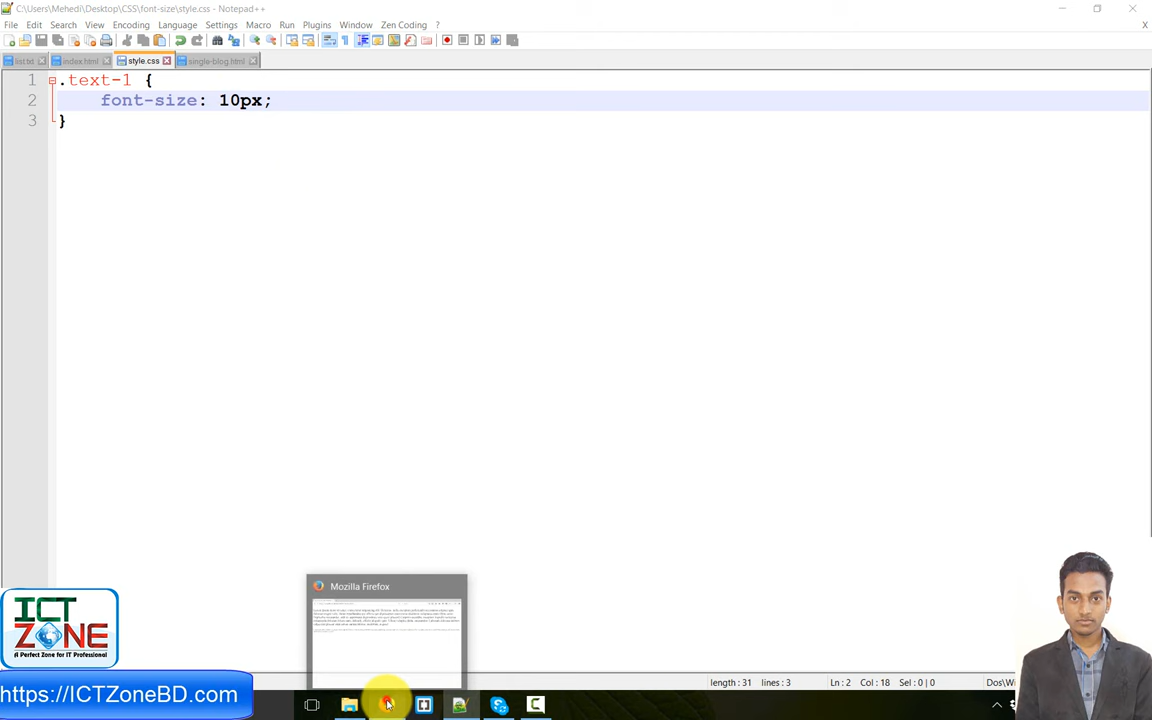 C:\Users\Mehedi\Desktop\CSS\font-size\style.css - Notepad++
File Edit Search View Encoding Language Settings Macro Run Plugins Window Zen Coding ? X
list.txt index.html style.css single-blog.html
1 .text-1 {
2 font-size: 10px;
3 }
Mozilla Firefox
ICT
ZONE
A Perfect Zone for IT Professional
length: 31 lines: 3 Ln: 2 Col: 18 Sel: 0 | 0 Dos\Wi
https://ICTZoneBD.com